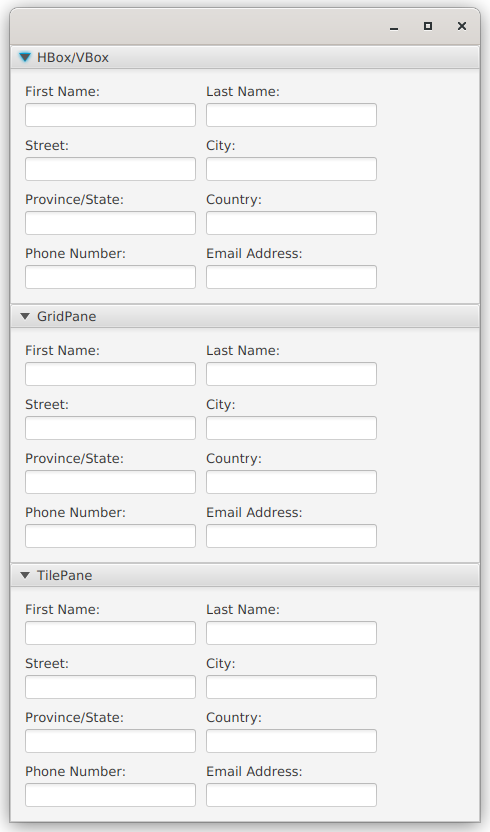 HBox/VBox
First Name: Last Name:
Street: City:
Province/State: Country:
Phone Number: Email Address:
GridPane
First Name: Last Name:
Street: City:
Province/State: Country:
Phone Number: Email Address:
TilePane
First Name: Last Name:
Street: City:
Province/State: Country:
Phone Number: Email Address: